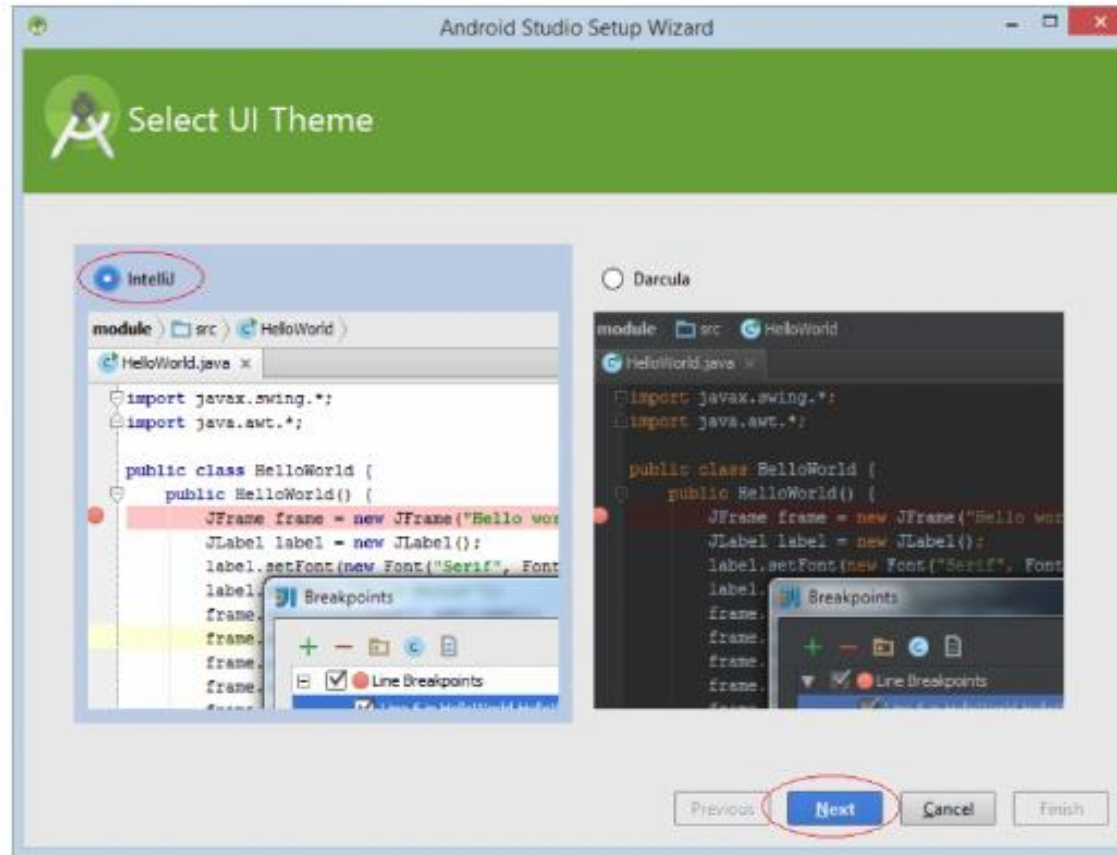 Android Studio Setup Wizard
Select UI Theme
IntelliJ
module src HelloWorld
HelloWorld.java
import javax.swing.*;
import java.awt.*;
public class HelloWorld {
public HelloWorld() {
JFrame frame = new JFrame("Hello wor
JLabel label = new JLabel();
label.setFont(new Font("Serif", Font
label.
frame.
frame.
frame.
frame.
Breakpoints
Line Breakpoints
Darcula
module src HelloWorld
HelloWorld.java
import javax.swing.*;
import java.awt.*;
public class HelloWorld {
public HelloWorld() {
JFrame frame = new JFrame("Hello wor
JLabel label = new JLabel();
label.setFont(new Font("Serif", Font
label.
frame.
frame.
frame.
frame.
Breakpoints
Line Breakpoints
Previous Next Cancel Finish